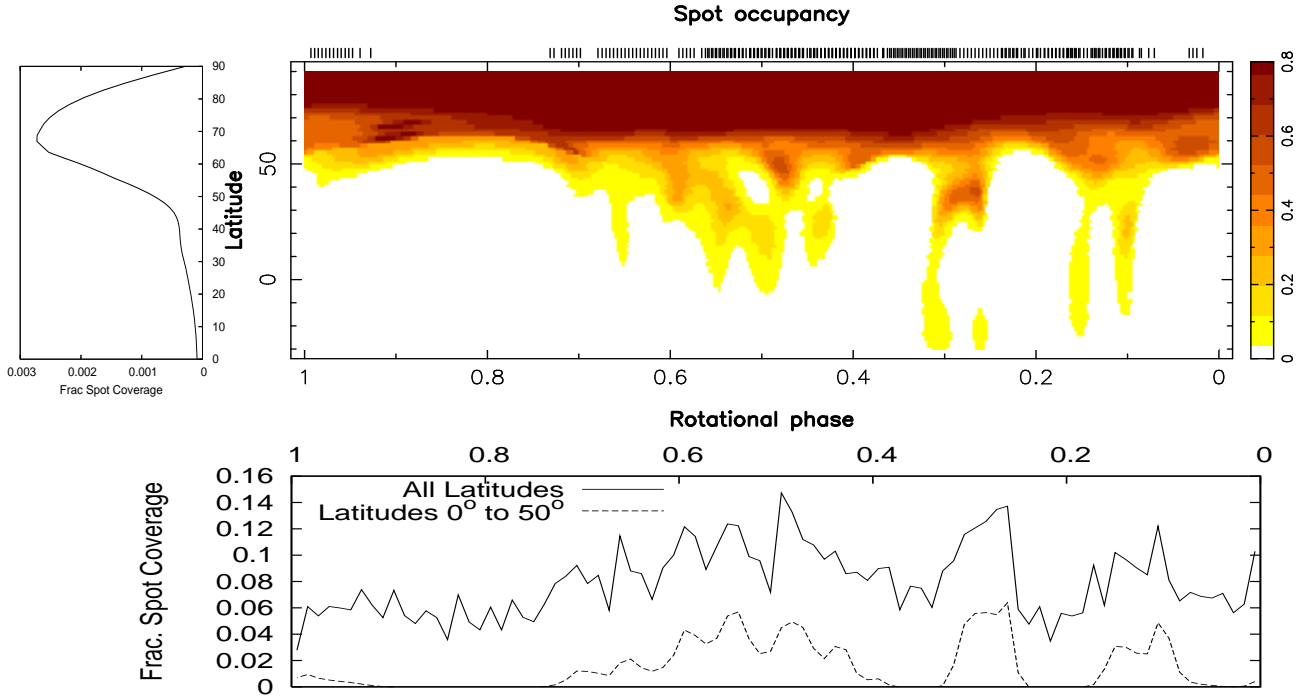 Spot occupancy
90
80
70
60
50
40
30
20
10
0
Latitude
0.003 0.002 0.001 0
Frac Spot Coverage
50
0
1 0.8 0.6 0.4 0.2 0
Rotational phase
0.8
0.6
0.4
0.2
0
1 0.8 0.6 0.4 0.2 0
0.16
0.14
0.12
0.1
0.08
0.06
0.04
0.02
0
Frac. Spot Coverage
All Latitudes
Latitudes 0° to 50°